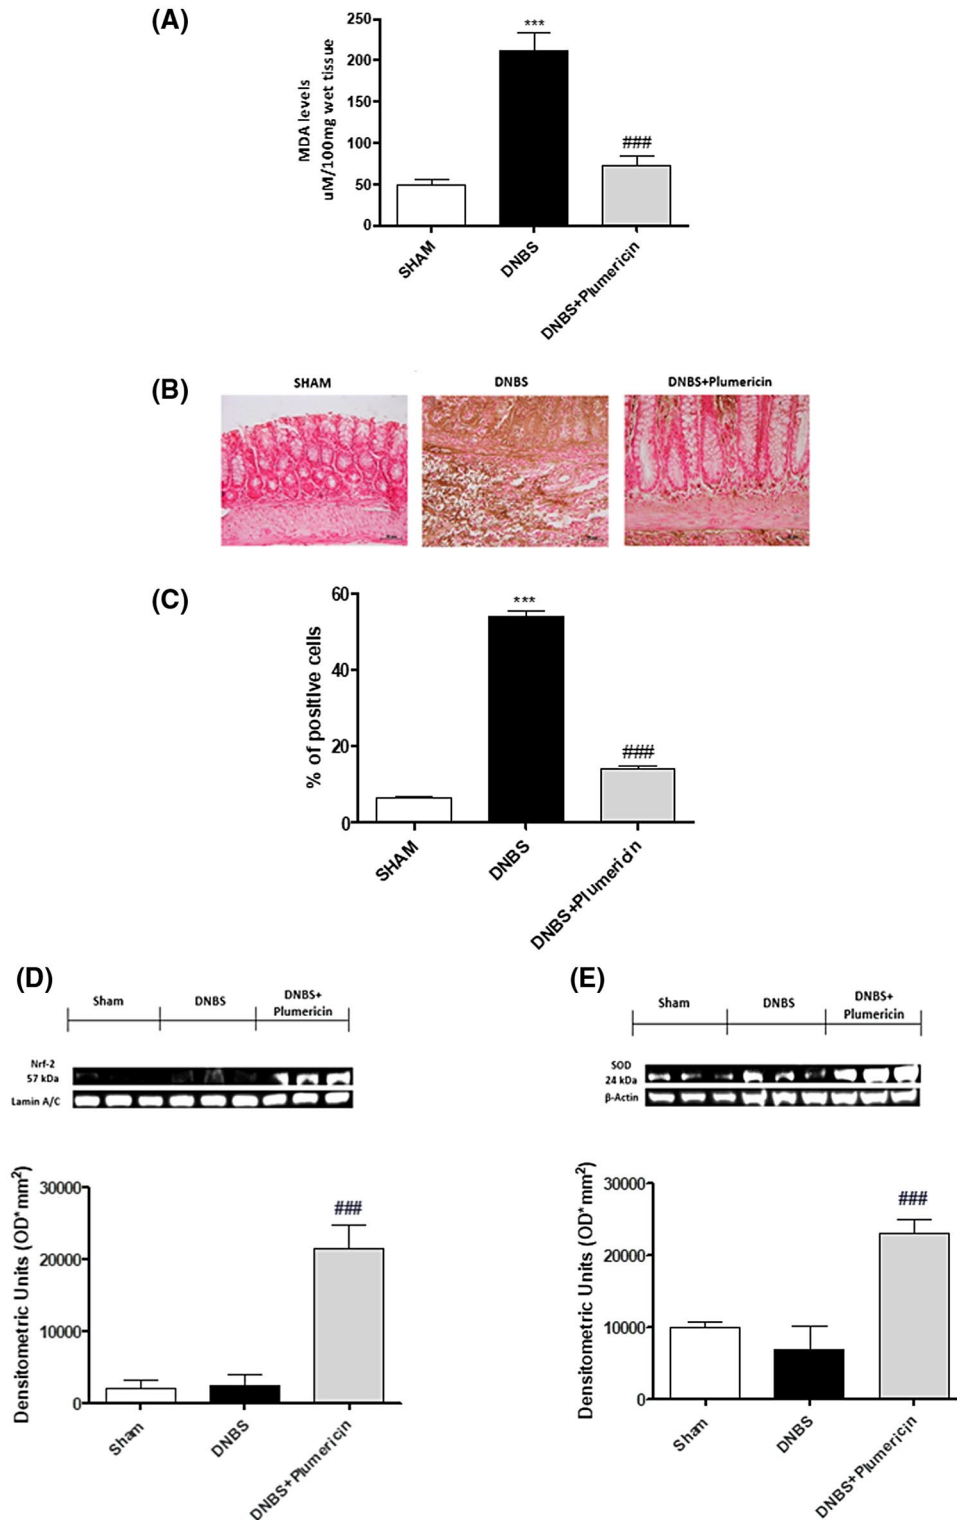 (A)
MDA levels
uM/100mg wet tissue
250
200
150
100
50
0
***
###
SHAM
DNBS
DNBS+Plumericin
(B)
SHAM
DNBS
DNBS+Plumericin
(C)
% of positive cells
60
40
20
0
***
###
SHAM
DNBS
DNBS+Plumericin
(D)
Sham
DNBS
DNBS+
Plumericin
Nrf-2
57 kDa
Lamin A/C
Densitometric Units (OD*mm²)
30000
20000
10000
0
###
Sham
DNBS
DNBS+Plumericin
(E)
Sham
DNBS
DNBS+
Plumericin
SOD
24 kDa
β-Actin
Densitometric Units (OD*mm²)
30000
20000
10000
0
###
Sham
DNBS
DNBS+Plumericin